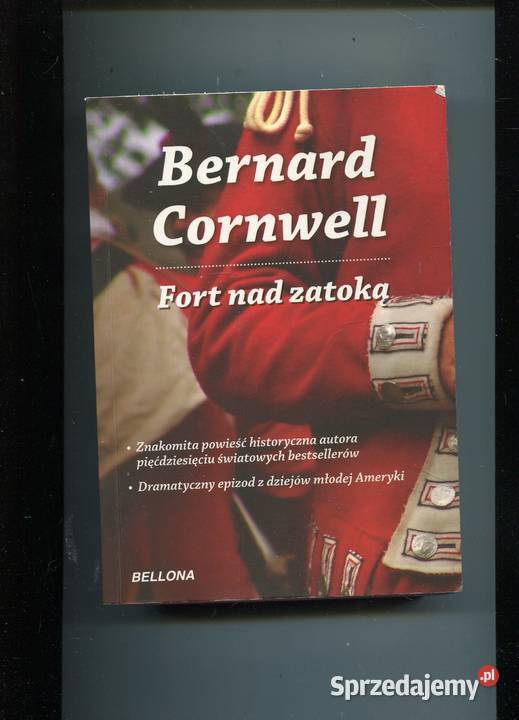 Bernard
Cornwell
Fort nad zatoką
• Znakomita powieść historyczna autora
pięćdziesięciu światowych bestsellerów
• Dramatyczny epizod z dziejów młodej Ameryki
BELLONA
Sprzedajemy.pl